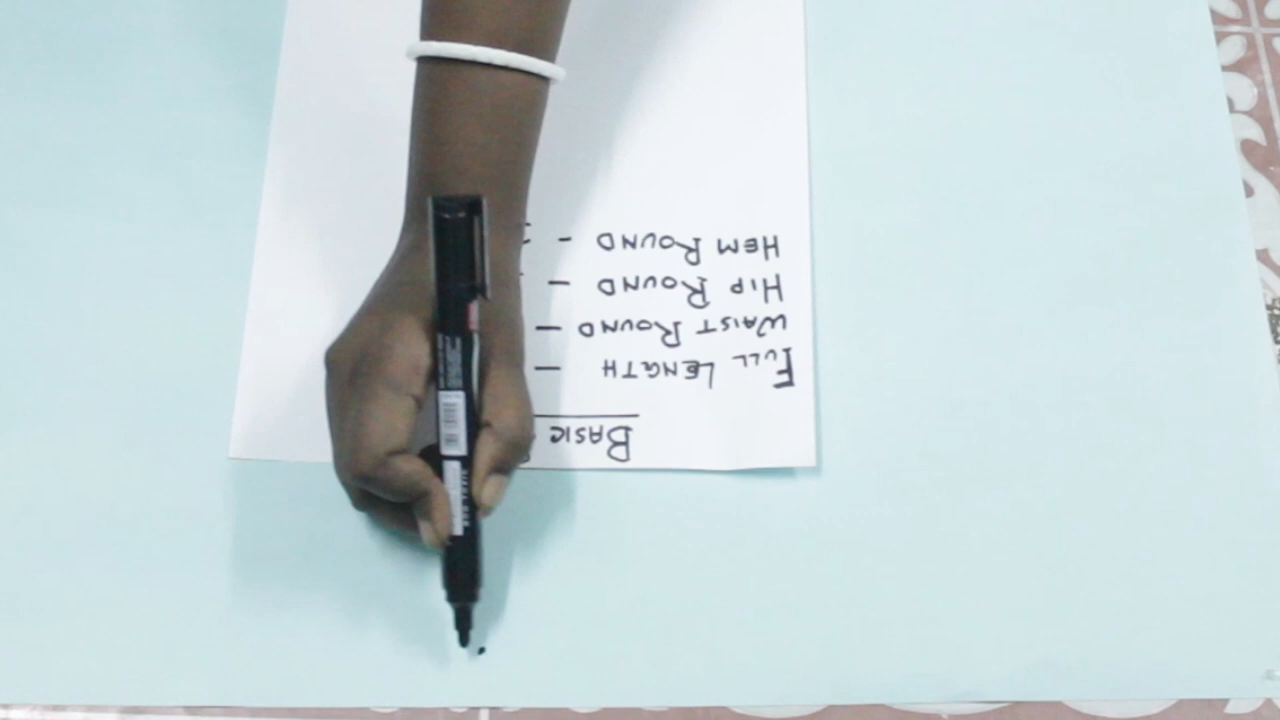 BASIC
FULL LENGTH -
WAIST ROUND -
HIP ROUND -
HEM ROUND -